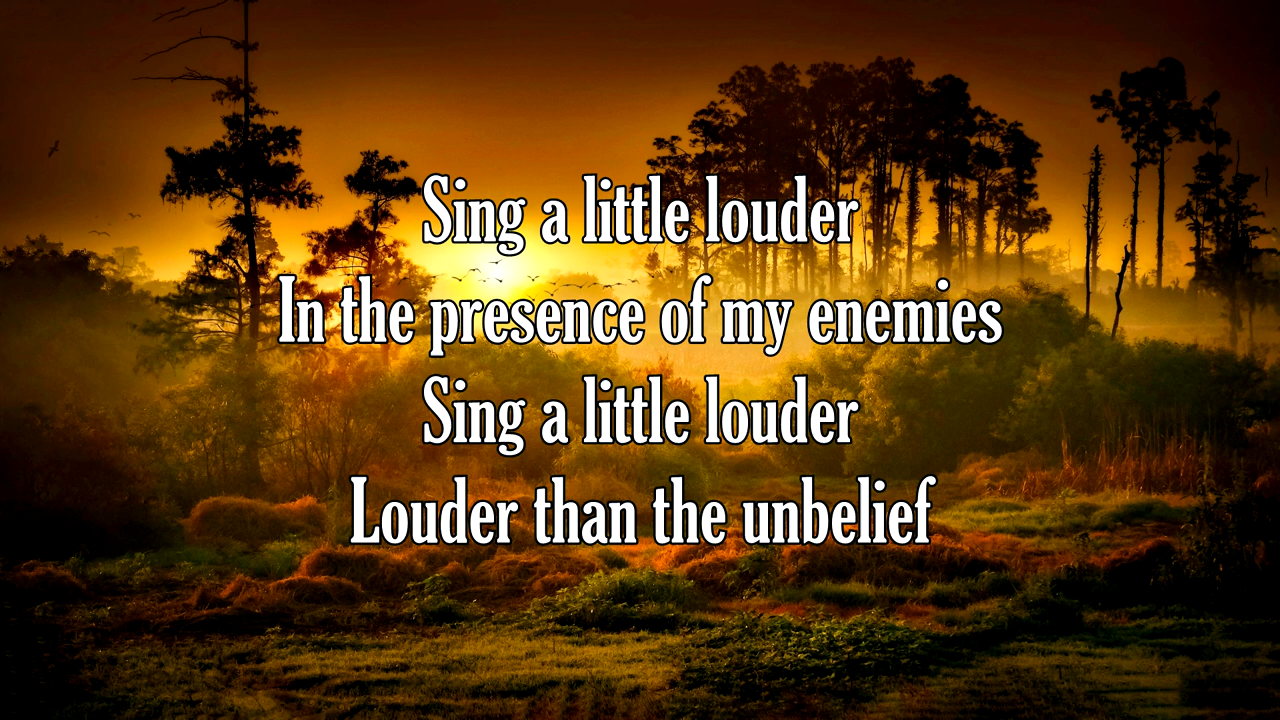 Sing a little louder
In the presence of my enemies
Sing a little louder
Louder than the unbelief